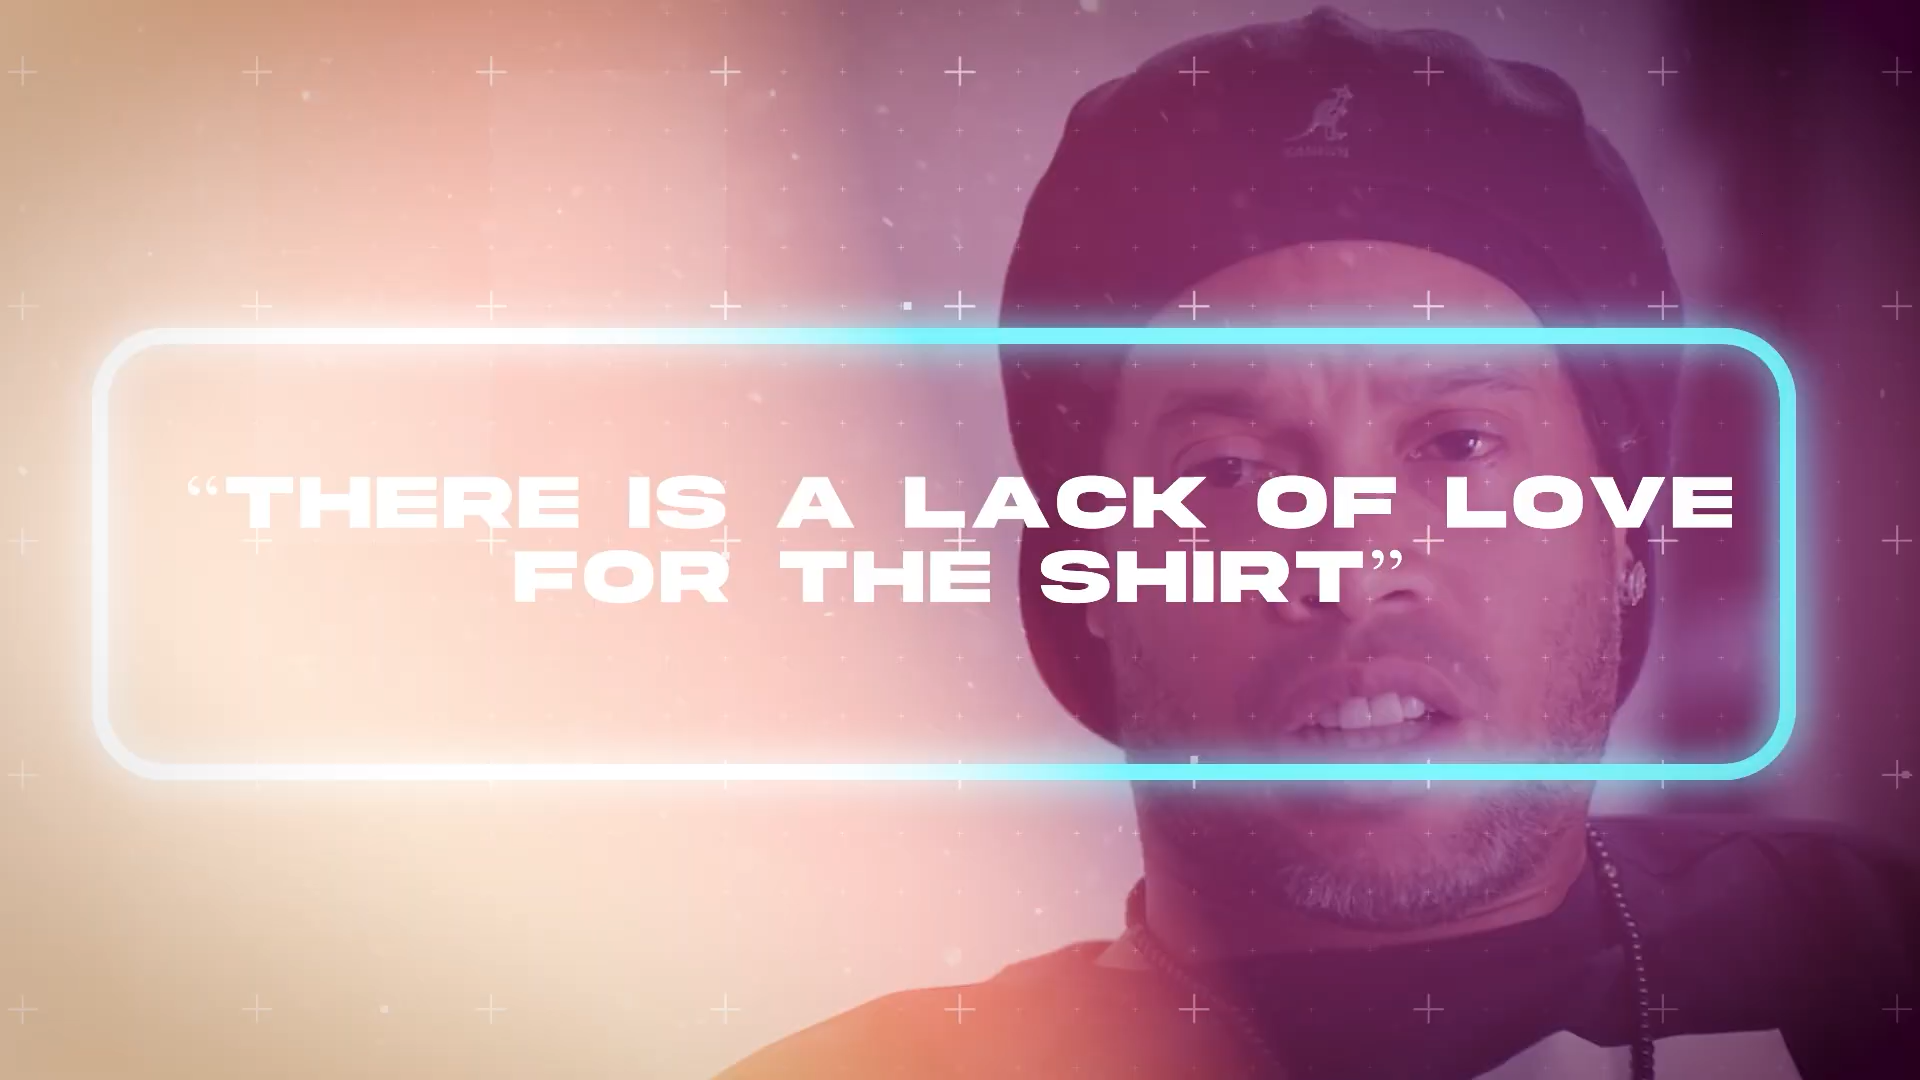 “THERE IS A LACK OF LOVE
FOR THE SHIRT”